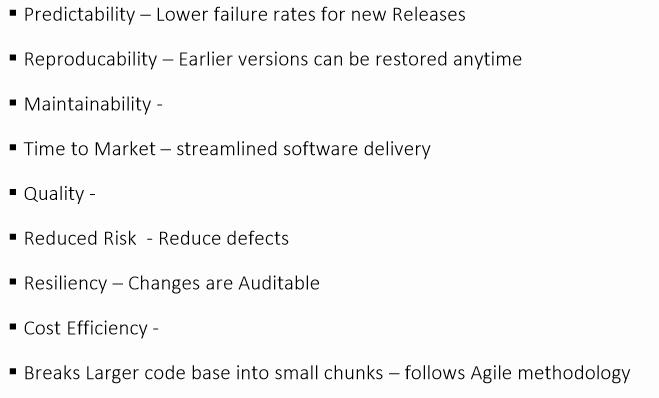 ▪ Predictability – Lower failure rates for new Releases
▪ Reproducability – Earlier versions can be restored anytime
▪ Maintainability -
▪ Time to Market – streamlined software delivery
▪ Quality -
▪ Reduced Risk  - Reduce defects
▪ Resiliency – Changes are Auditable
▪ Cost Efficiency -
▪ Breaks Larger code base into small chunks – follows Agile methodology